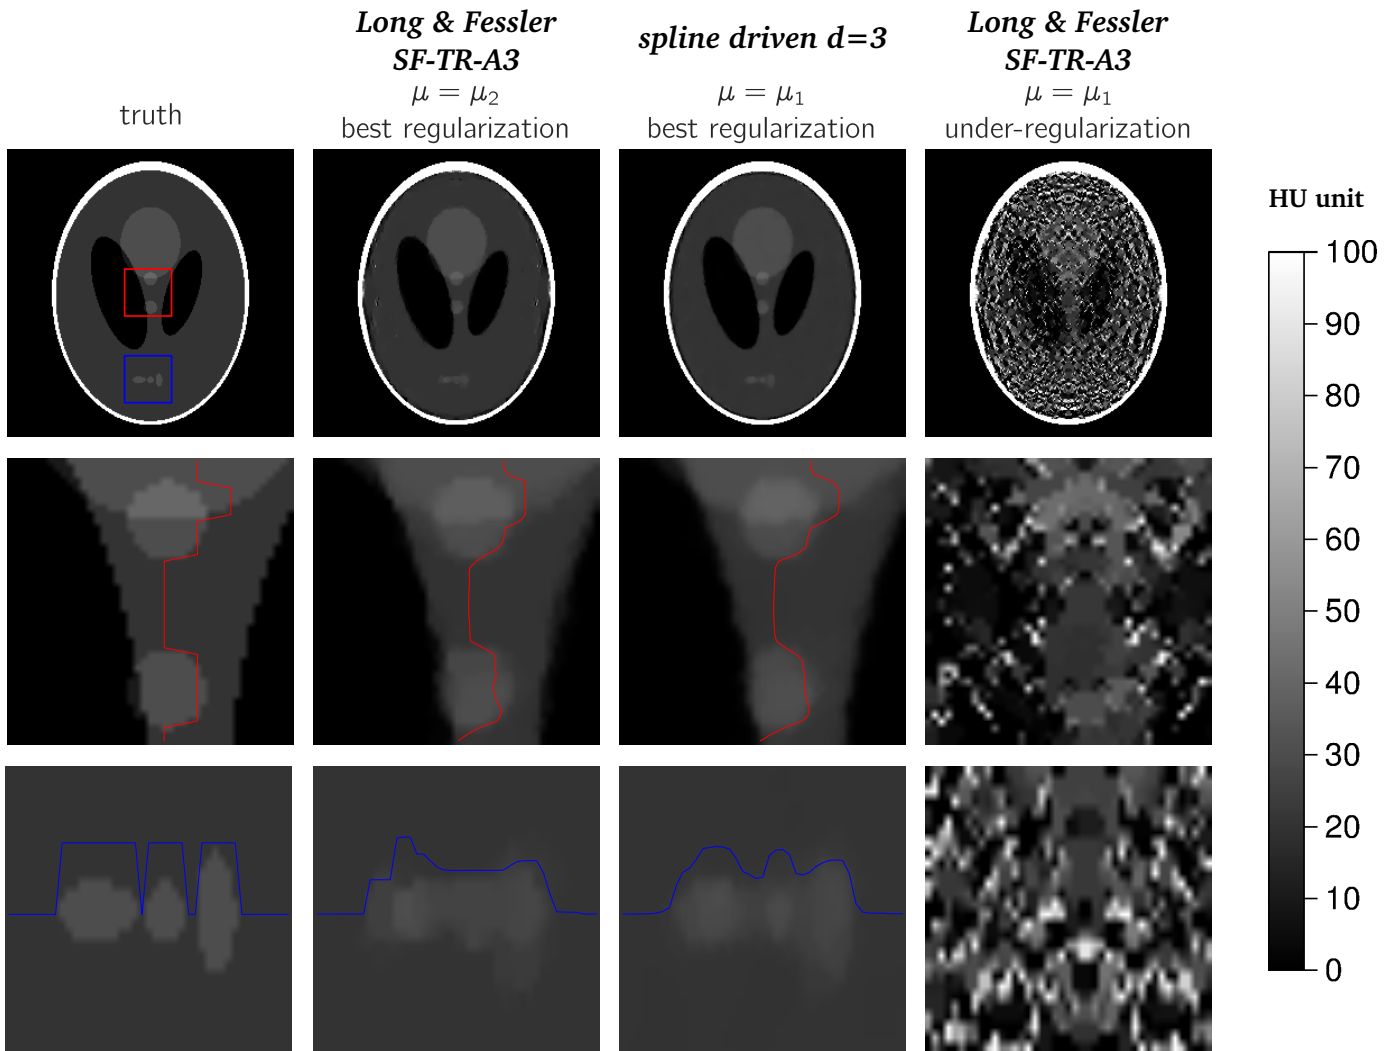 truth
Long & Fessler
SF-TR-A3
μ = μ₂
best regularization
spline driven d=3
μ = μ₁
best regularization
Long & Fessler
SF-TR-A3
μ = μ₁
under-regularization
HU unit
100
90
80
70
60
50
40
30
20
10
0